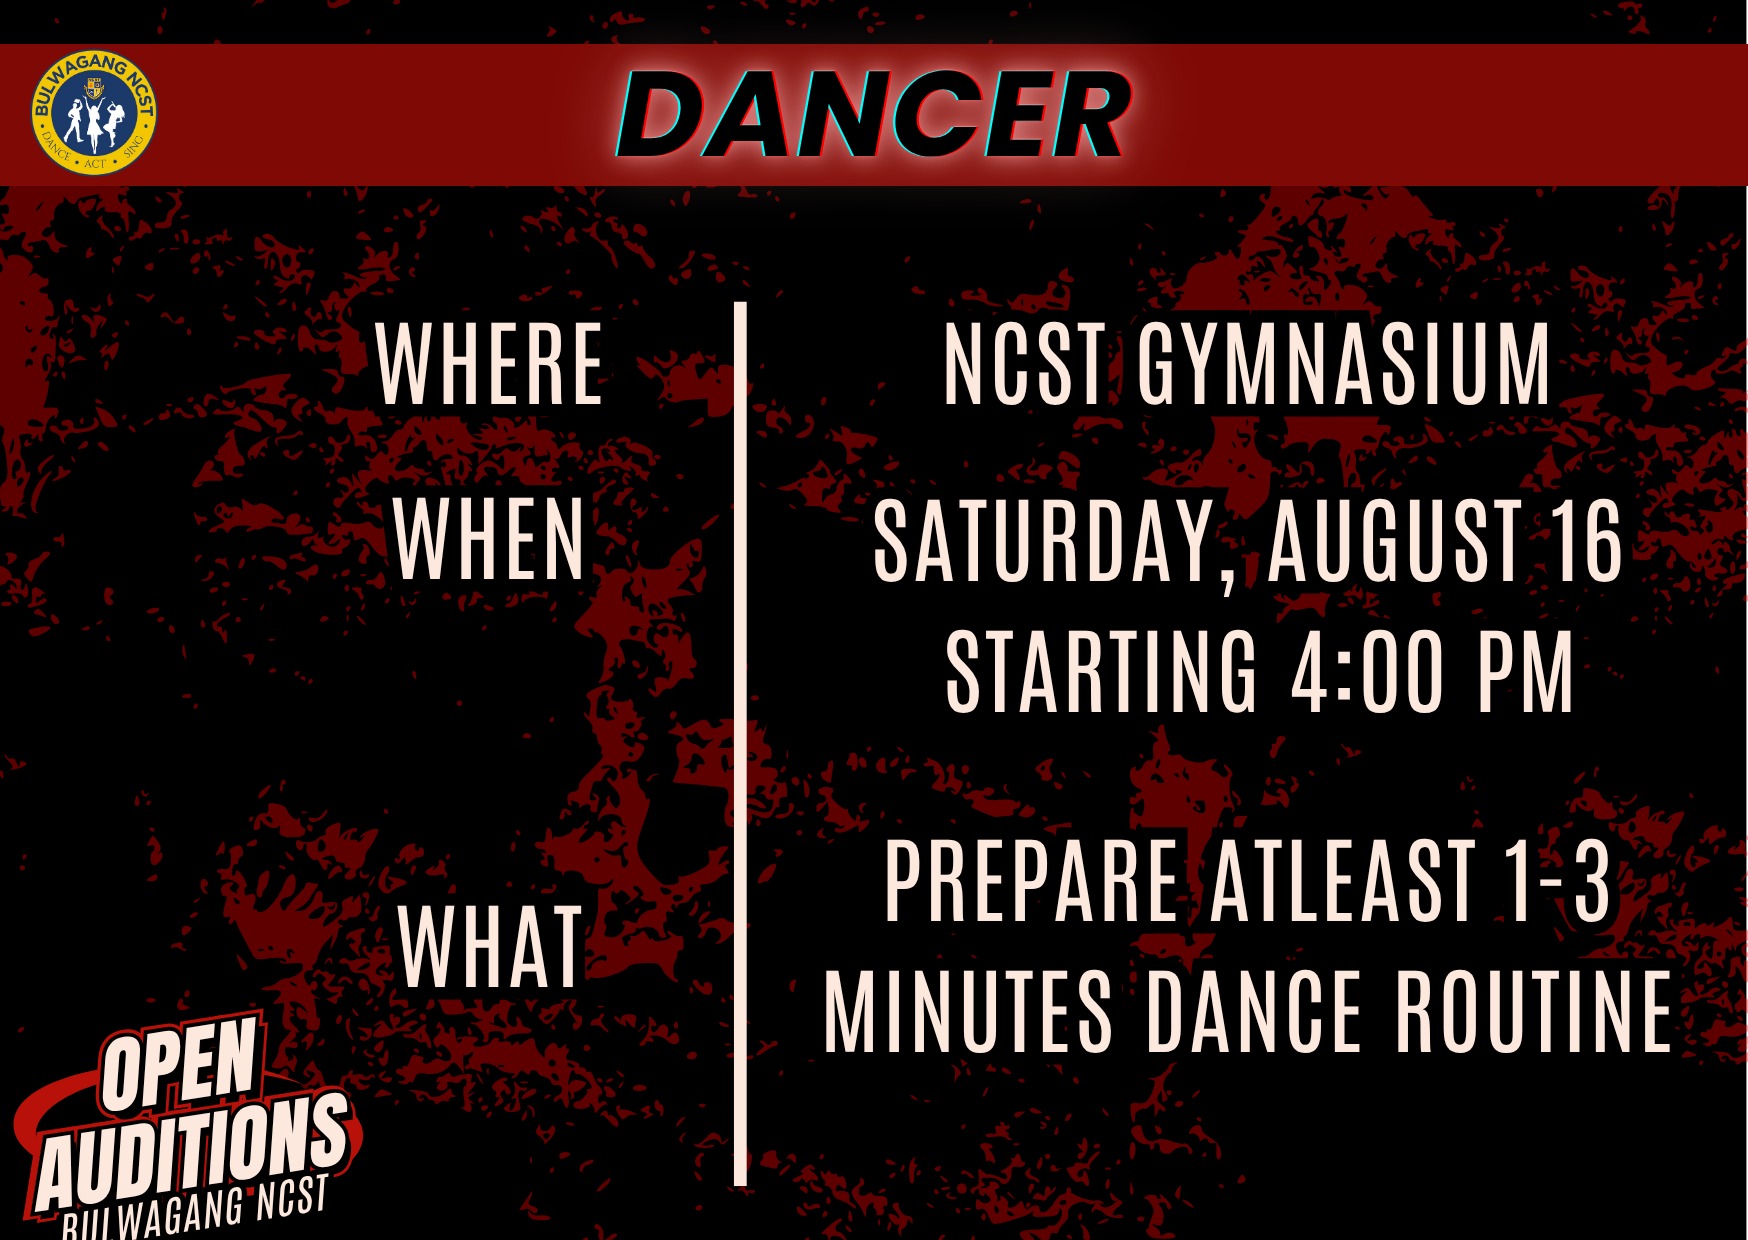 BULWAGANG NCST
DANCE • ACT • SING
DANCER
WHERE
NCST GYMNASIUM
WHEN
SATURDAY, AUGUST 16
STARTING 4:00 PM
WHAT
PREPARE ATLEAST 1-3
MINUTES DANCE ROUTINE
OPEN
AUDITIONS
BULWAGANG NCST